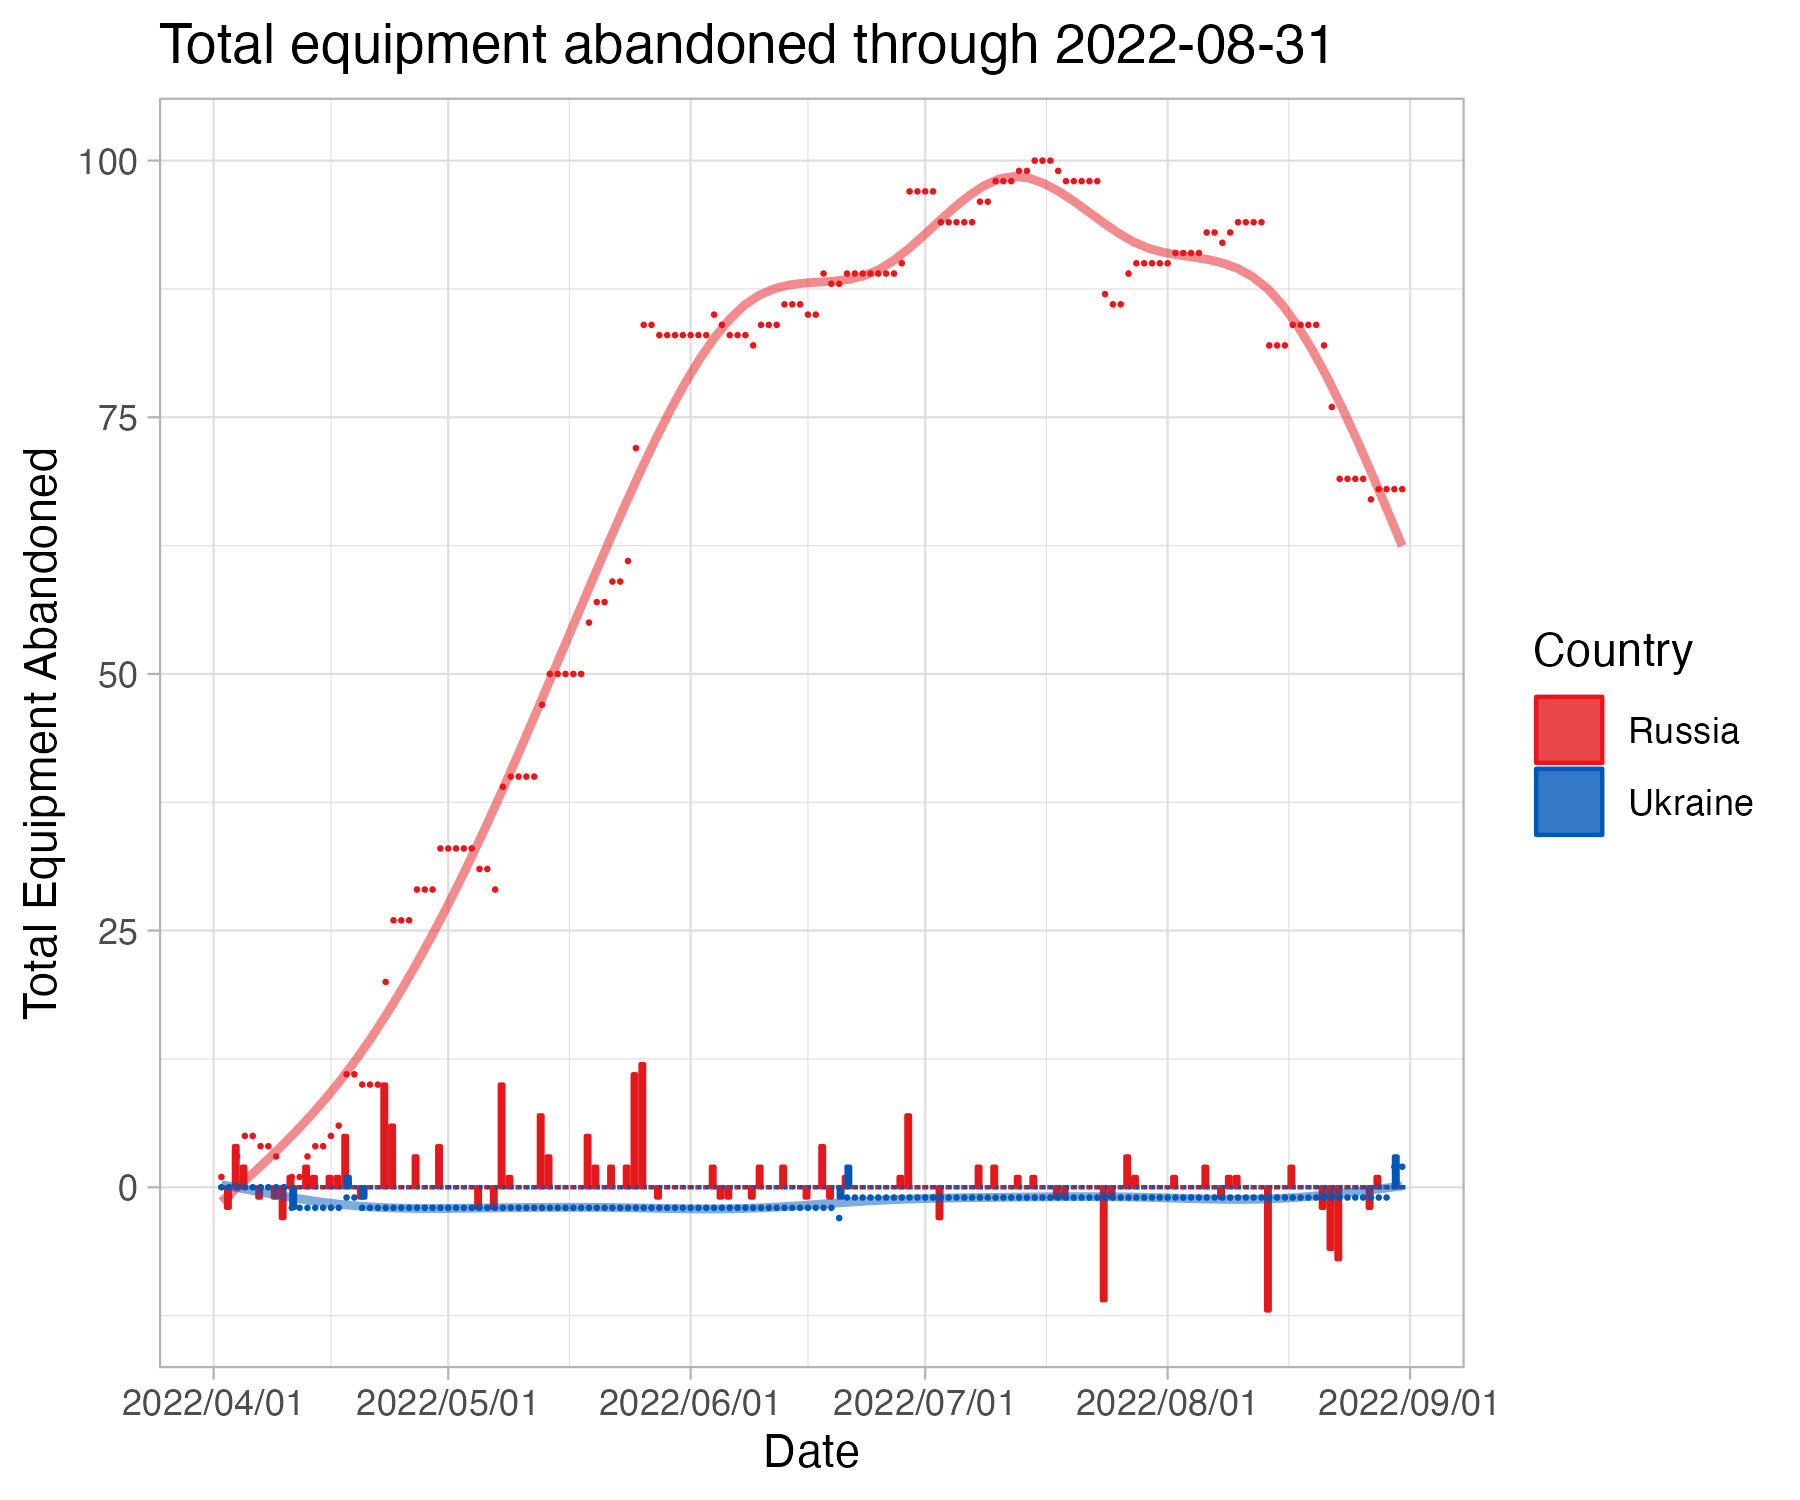 Total equipment abandoned through 2022-08-31
Total Equipment Abandoned
100
75
50
25
0
2022/04/01 2022/05/01 2022/06/01 2022/07/01 2022/08/01 2022/09/01
Date
Country
Russia
Ukraine